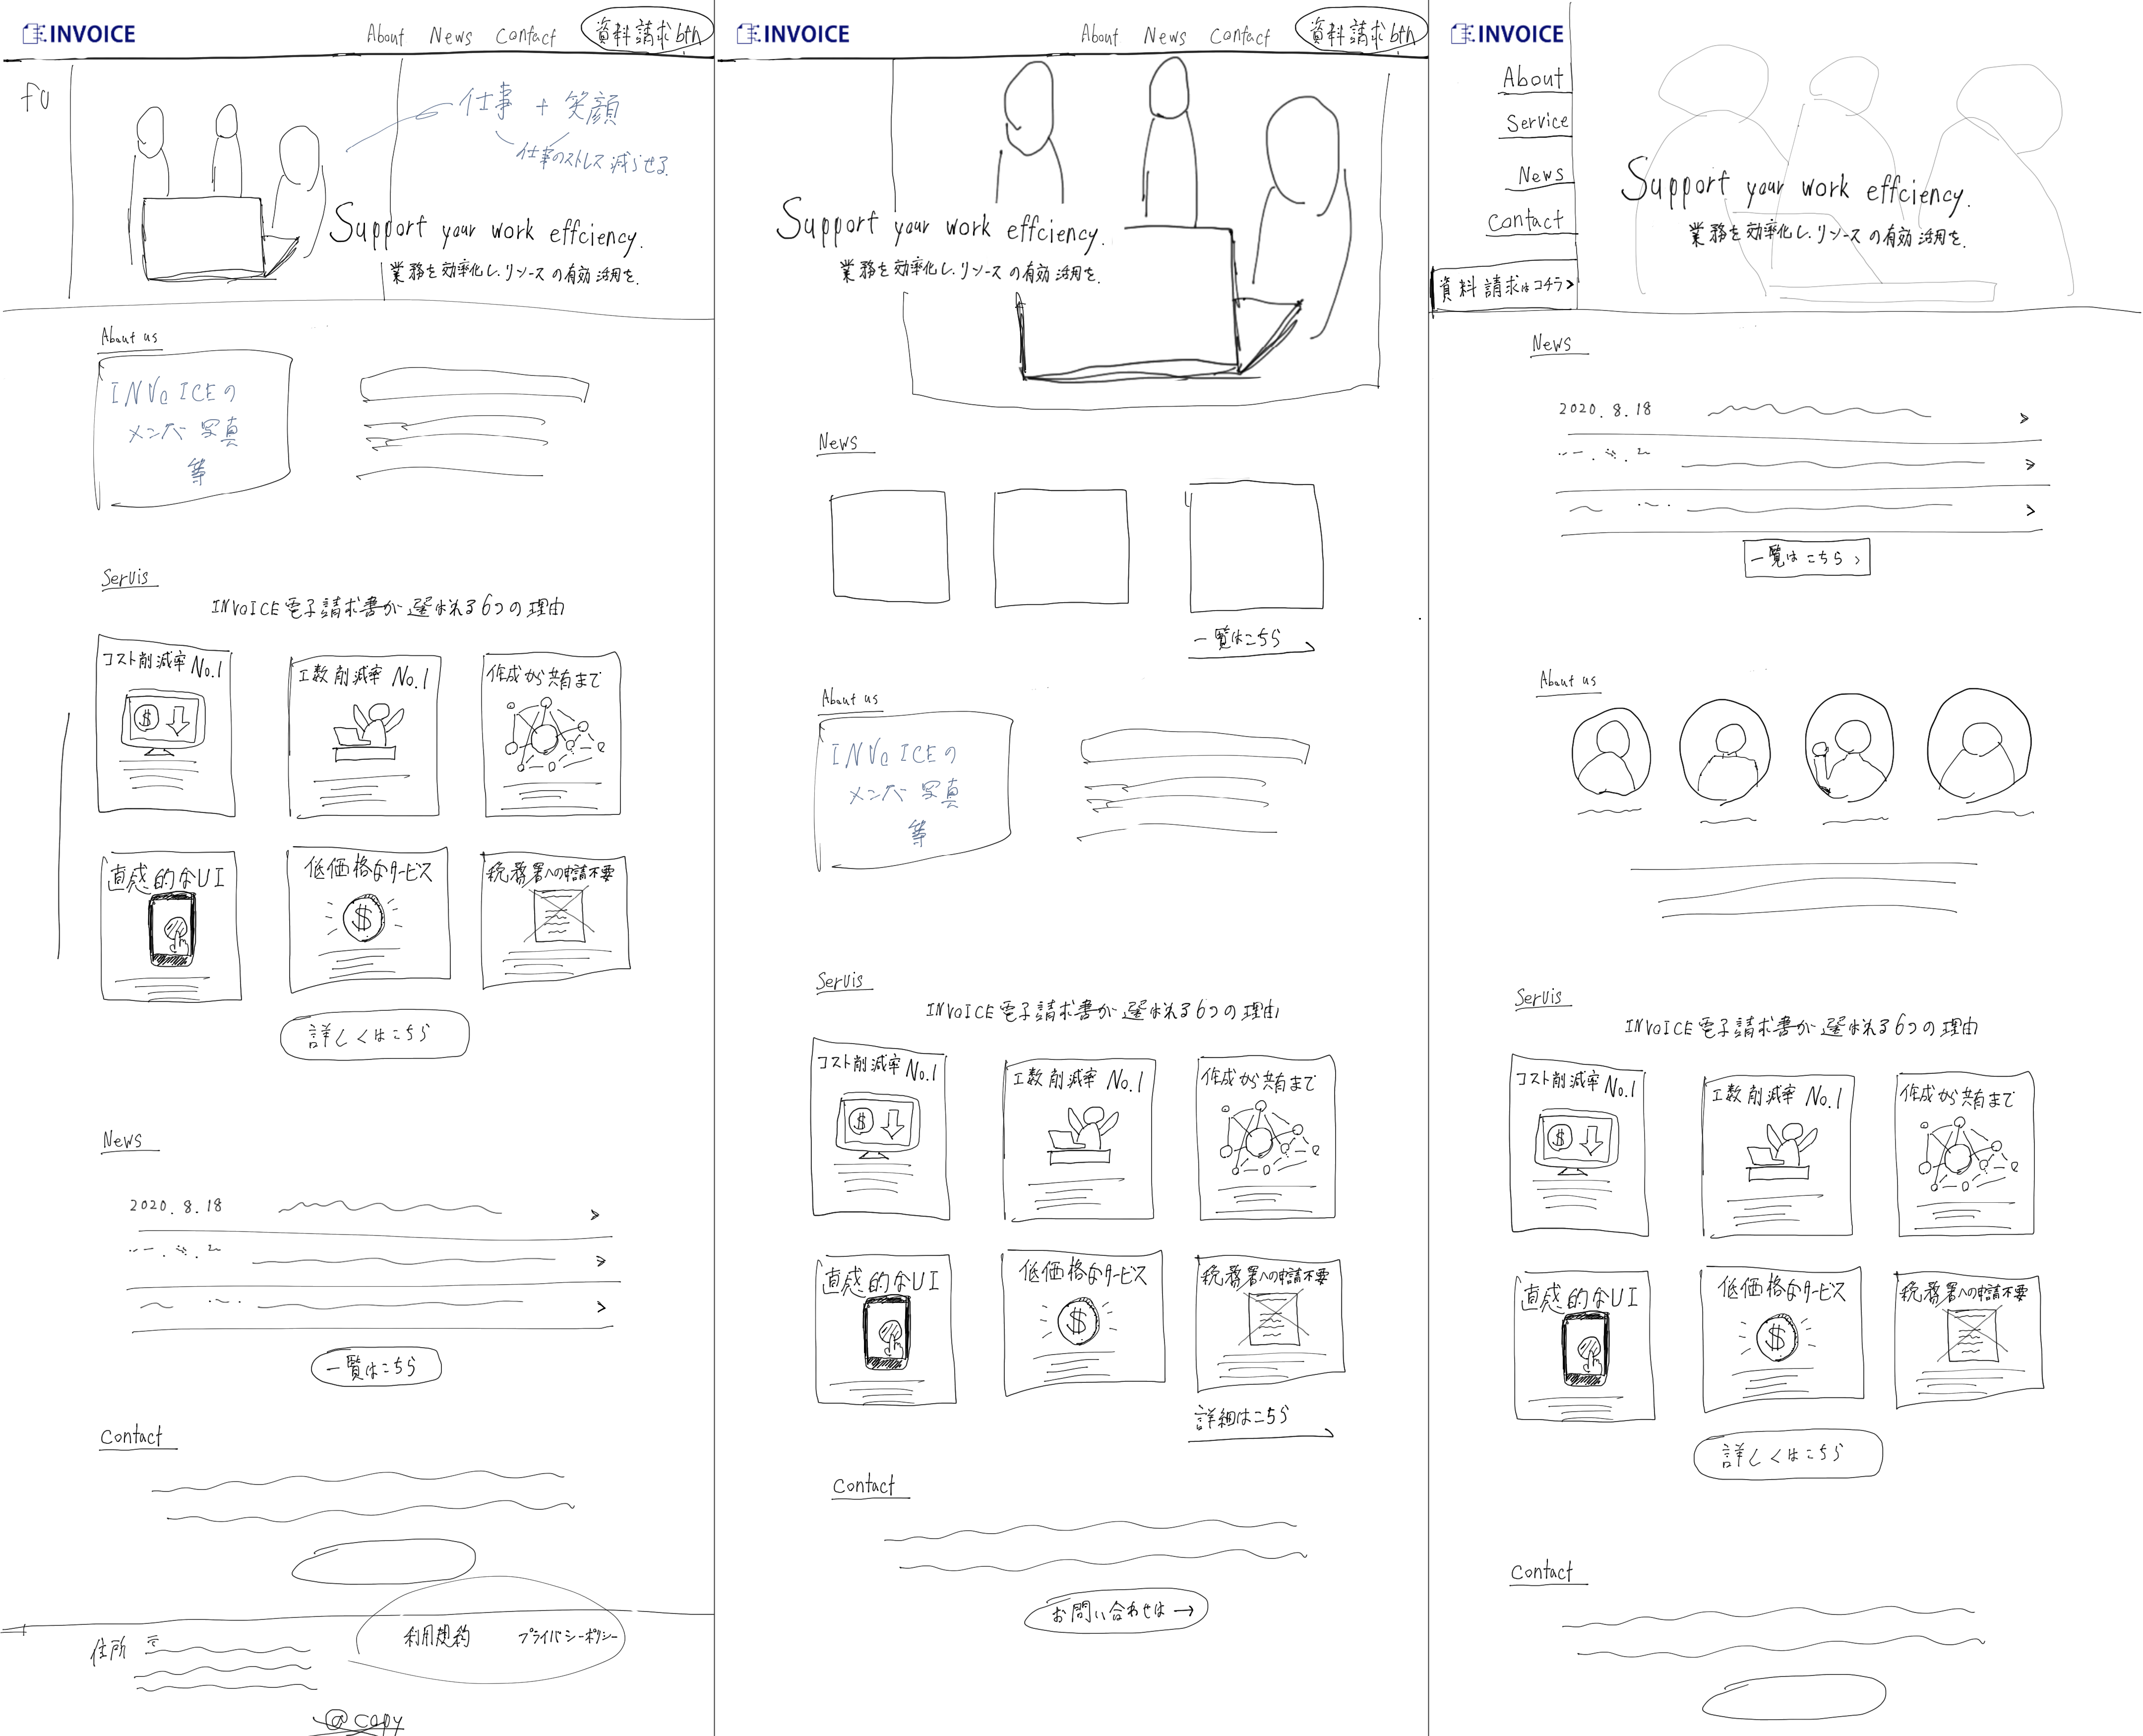 INVOICE
About News Contact 資料請求btn
fv
仕事 + 笑顔
仕事のストレス減らせる
Support your work effciency.
業務を効率化し、リソースの有効活用を.
About us
INVOICEの
メンバー写真
等
Servis
INVOICE電子請求書が選ばれる6つの理由
コスト削減率 No.1
工数削減率 No.1
作成から共有まで
$
直感的なUI
低価格なサービス
税務署への申請不要
$
詳しくはこちら
News
2020.8.18
一覧はこちら
Contact
住所 〒
利用規約 プライバシーポリシー
@copy
INVOICE
About News Contact 資料請求btn
Support your work effciency.
業務を効率化し、リソースの有効活用を.
News
一覧はこちら
About us
INVOICEの
メンバー写真
等
Servis
INVOICE電子請求書が選ばれる6つの理由
コスト削減率 No.1
工数削減率 No.1
作成から共有まで
$
直感的なUI
低価格なサービス
税務署への申請不要
$
詳細はこちら
Contact
お問い合わせは→
INVOICE
About
Service
News
Contact
資料請求はコチラ>
Support your work effciency.
業務を効率化し、リソースの有効活用を.
News
2020.8.18
一覧はこちら >
About us
Servis
INVOICE電子請求書が選ばれる6つの理由
コスト削減率 No.1
工数削減率 No.1
作成から共有まで
$
直感的なUI
低価格なサービス
税務署への申請不要
$
詳しくはこちら
Contact